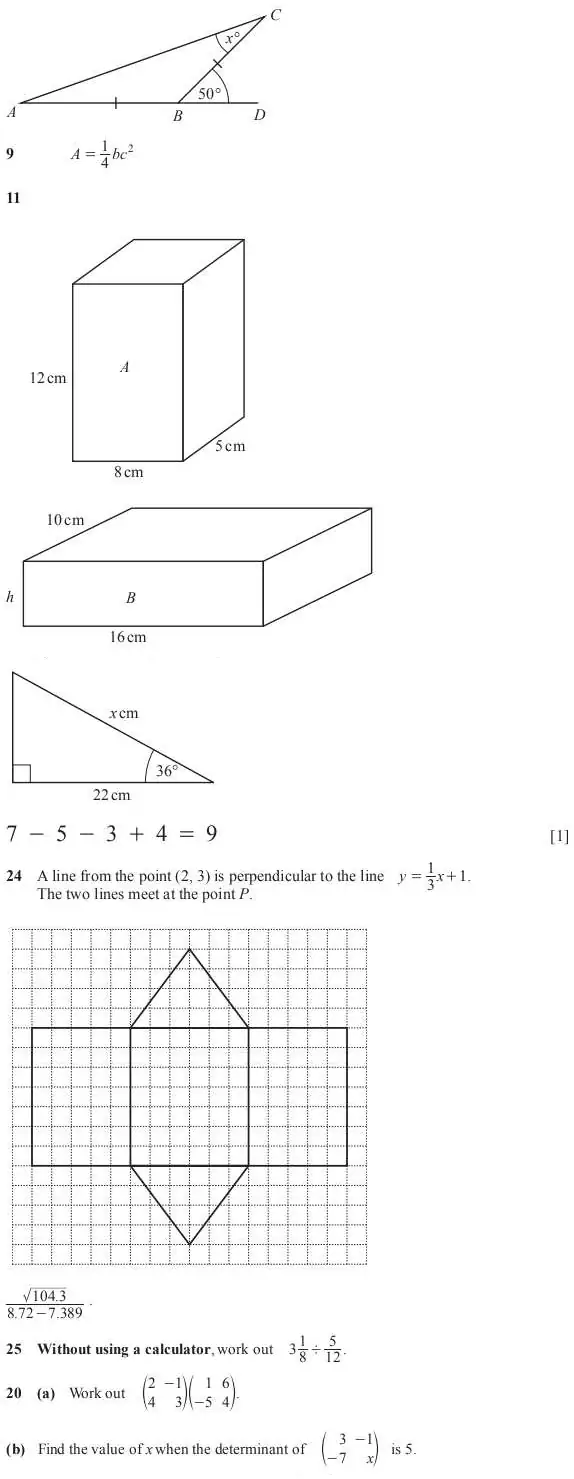 C
x°
50°
A B D
9 A = 1/4 bc²
11
A
12 cm
5 cm
8 cm
10 cm
h B
16 cm
x cm
36°
22 cm
7 − 5 − 3 + 4 = 9 [1]
24 A line from the point (2, 3) is perpendicular to the line y = 1/3 x + 1.
The two lines meet at the point P.
√104.3 / (8.72 − 7.389) .
25 Without using a calculator, work out 3 1/8 ÷ 5/12.
20 (a) Work out (2 −1; 4 3)(1 6; −5 4).
(b) Find the value of x when the determinant of (3 −1; −7 x) is 5.